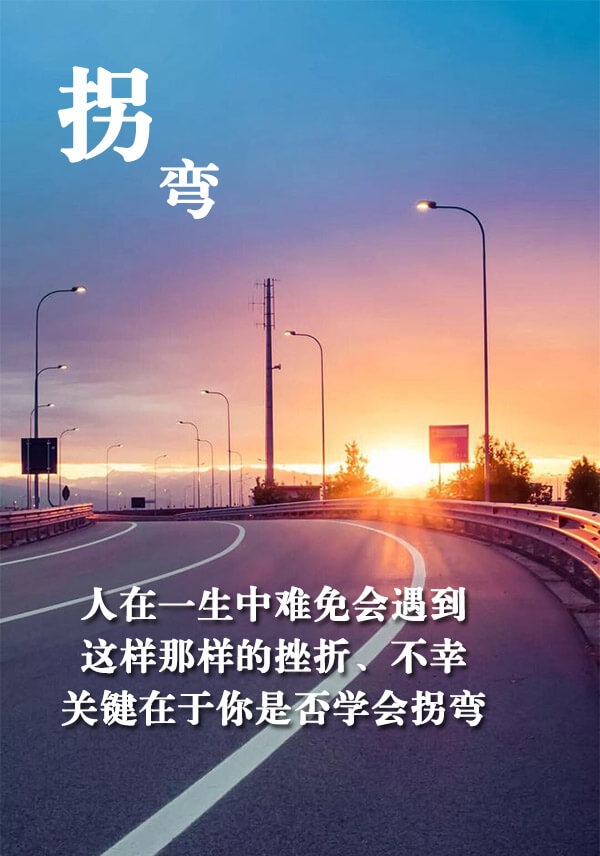 拐
弯
人在一生中难免会遇到
这样那样的挫折、不幸
关键在于你是否学会拐弯